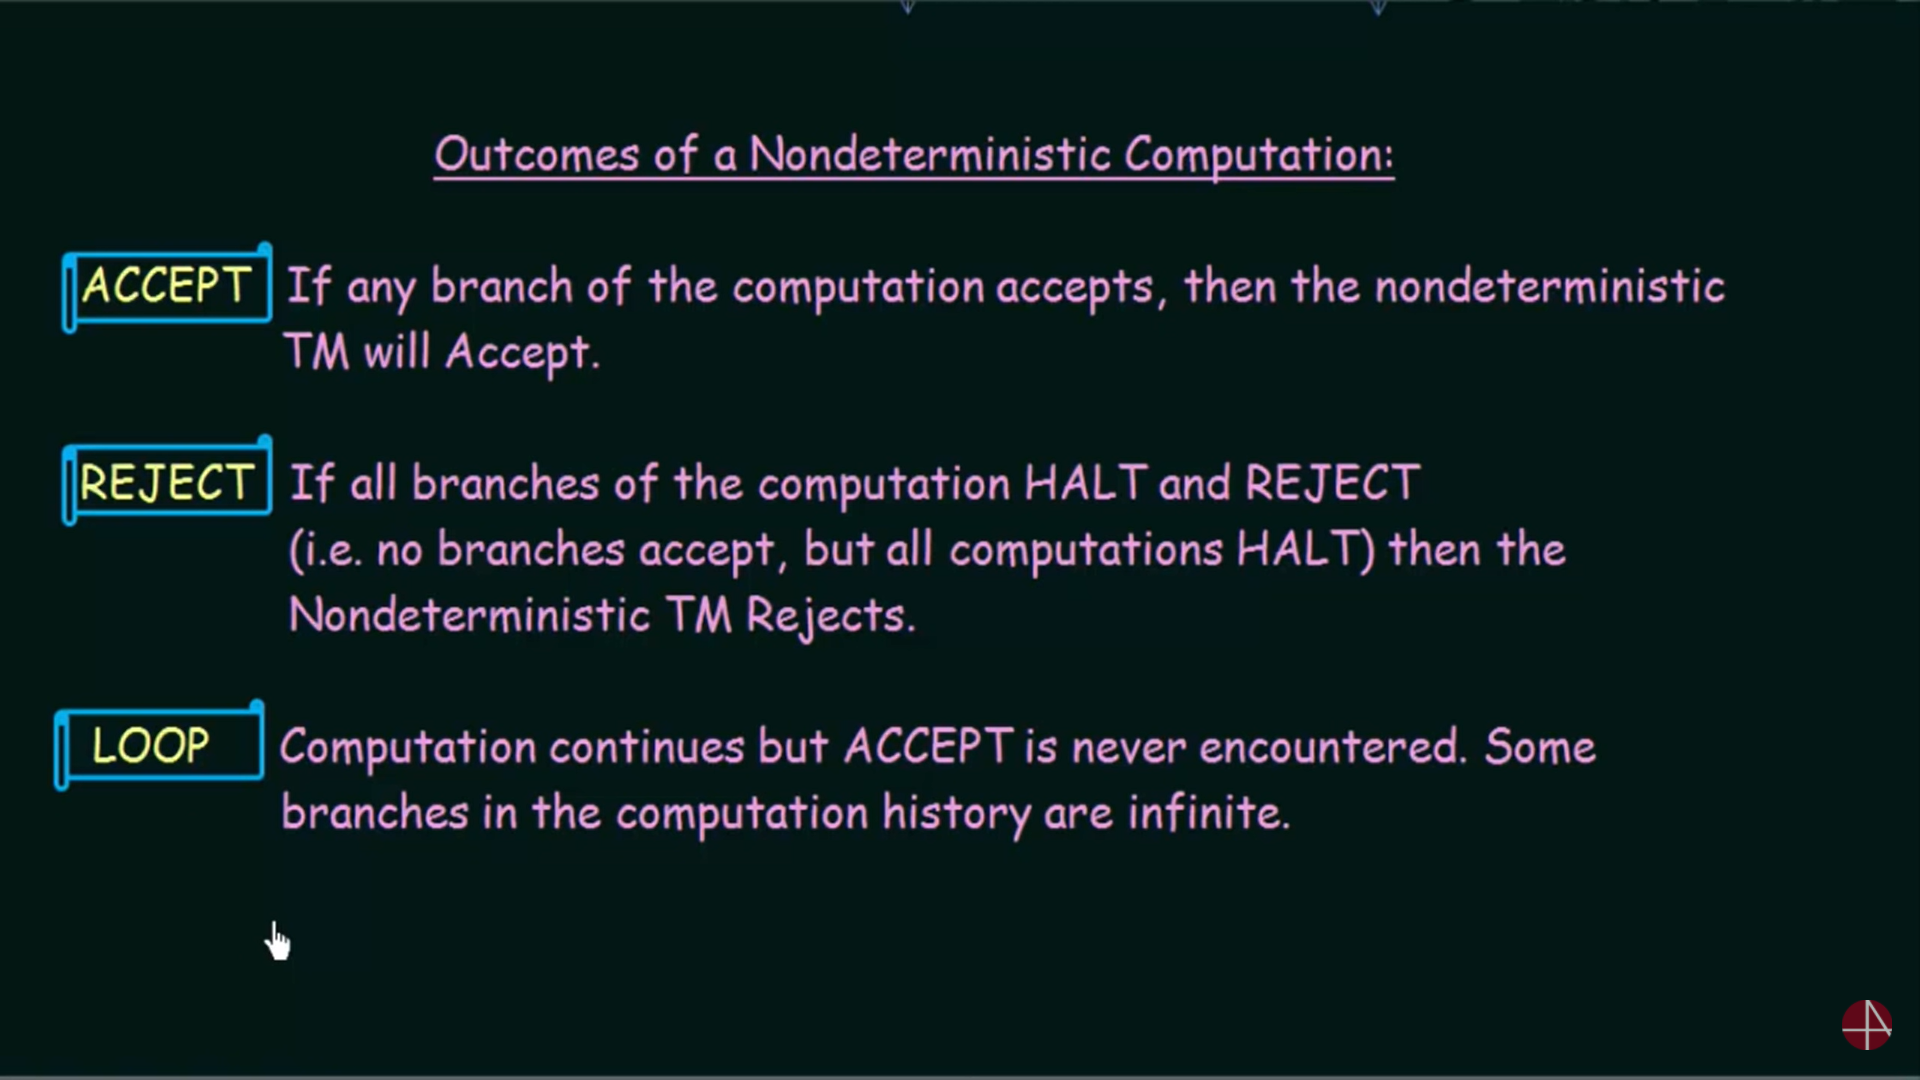 Outcomes of a Nondeterministic Computation:
ACCEPT If any branch of the computation accepts, then the nondeterministic
TM will Accept.
REJECT If all branches of the computation HALT and REJECT
(i.e. no branches accept, but all computations HALT) then the
Nondeterministic TM Rejects.
LOOP Computation continues but ACCEPT is never encountered. Some
branches in the computation history are infinite.